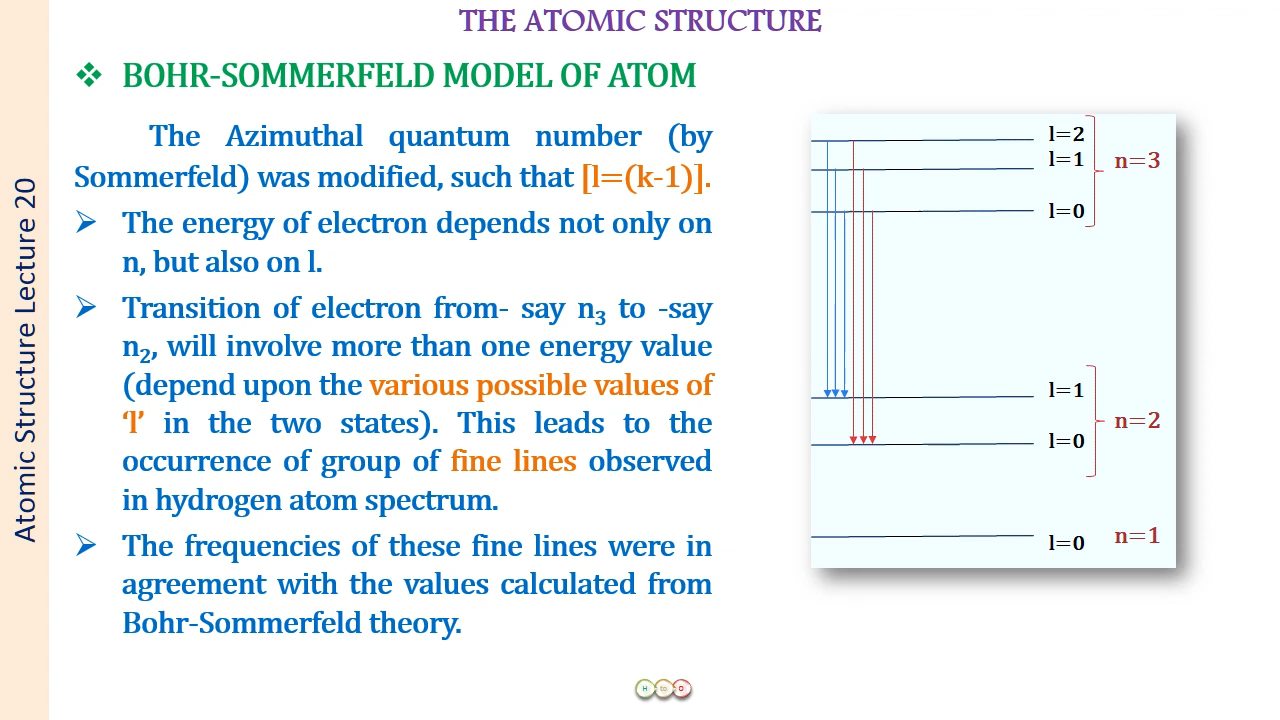 THE ATOMIC STRUCTURE
❖ BOHR-SOMMERFELD MODEL OF ATOM
The Azimuthal quantum number (by
Sommerfeld) was modified, such that [l=(k-1)].
➢ The energy of electron depends not only on
n, but also on l.
➢ Transition of electron from- say n₃ to -say
n₂, will involve more than one energy value
(depend upon the various possible values of
‘l’ in the two states). This leads to the
occurrence of group of fine lines observed
in hydrogen atom spectrum.
➢ The frequencies of these fine lines were in
agreement with the values calculated from
Bohr-Sommerfeld theory.
Atomic Structure Lecture 20
l=2
l=1
n=3
l=0
l=1
n=2
l=0
n=1
l=0
H to O